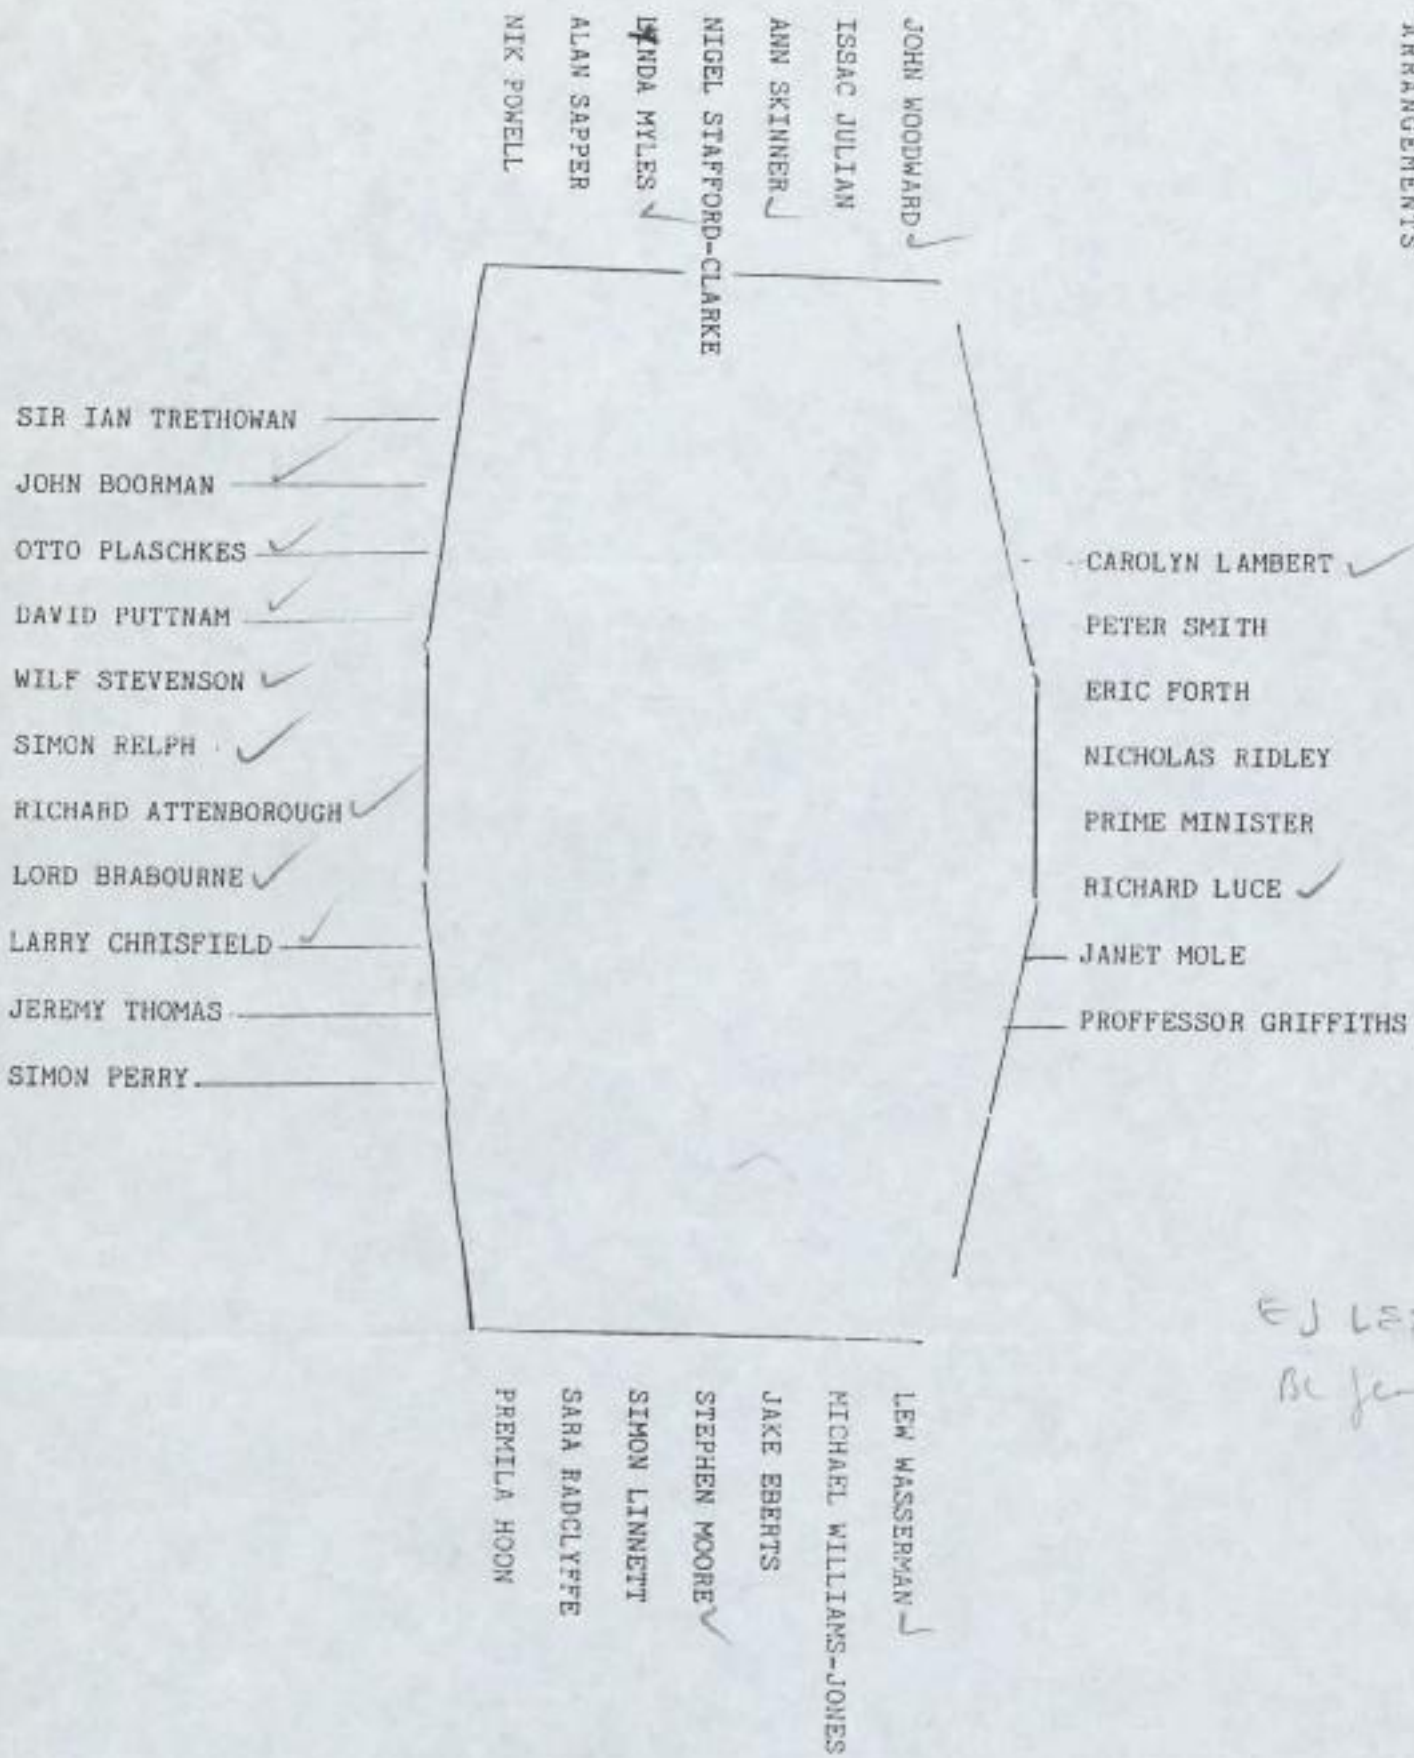 ARRANGEMENTS
JOHN WOODWARD
ISSAC JULIAN
ANN SKINNER
NIGEL STAFFORD-CLARKE
LYNDA MYLES
ALAN SAPPER
NIK POWELL
SIR IAN TRETHOWAN
JOHN BOORMAN
OTTO PLASCHKES
DAVID PUTTNAM
WILF STEVENSON
SIMON RELPH
RICHARD ATTENBOROUGH
LORD BRABOURNE
LARRY CHRISFIELD
JEREMY THOMAS
SIMON PERRY
CAROLYN LAMBERT
PETER SMITH
ERIC FORTH
NICHOLAS RIDLEY
PRIME MINISTER
RICHARD LUCE
JANET MOLE
PROFFESSOR GRIFFITHS
LEW WASSERMAN
MICHAEL WILLIAMS-JONES
JAKE EBERTS
STEPHEN MOORE
SIMON LINNETT
SARA RADCLYFFE
PREMILA HOON
EJ